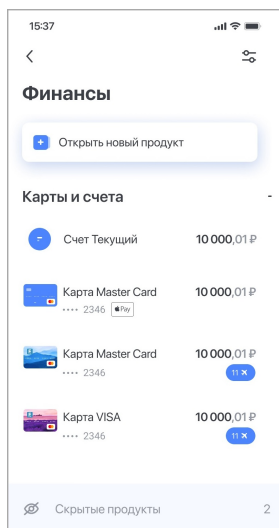 15:37
Финансы
Открыть новый продукт
Карты и счета -
Счет Текущий 10 000,01 ₽
Карта Master Card 10 000,01 ₽
•••• 2346 Pay
Карта Master Card 10 000,01 ₽
•••• 2346 11
Карта VISA 10 000,01 ₽
•••• 2346 11
Скрытые продукты 2